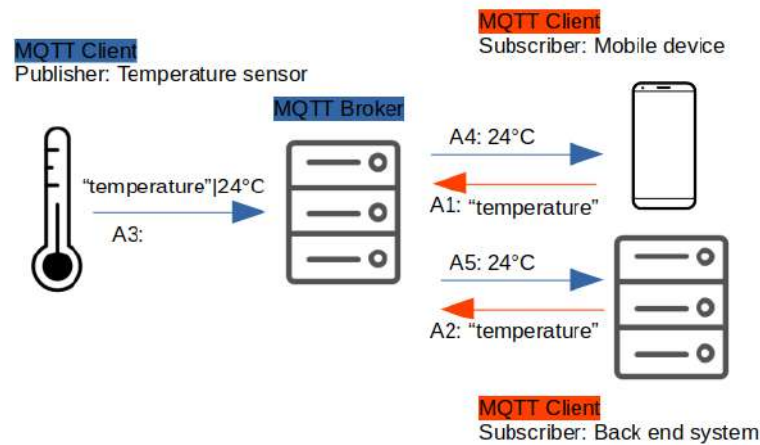 MQTT Client
Subscriber: Mobile device
MQTT Client
Publisher: Temperature sensor
MQTT Broker
A4: 24°C
"temperature"|24°C
A1: "temperature"
A3:
A5: 24°C
A2: "temperature"
MQTT Client
Subscriber: Back end system